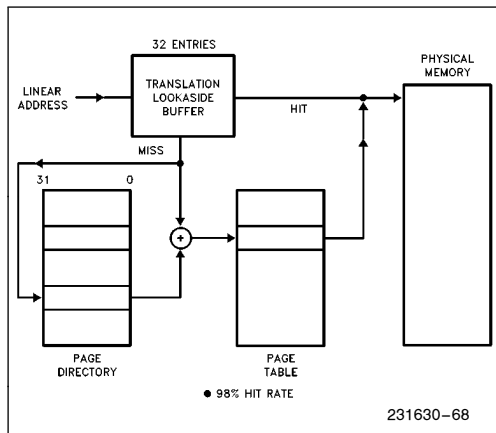 32 ENTRIES
TRANSLATION
LOOKASIDE
BUFFER
LINEAR
ADDRESS
HIT
PHYSICAL
MEMORY
MISS
31 0
+
PAGE
DIRECTORY
PAGE
TABLE
● 98% HIT RATE
231630–68